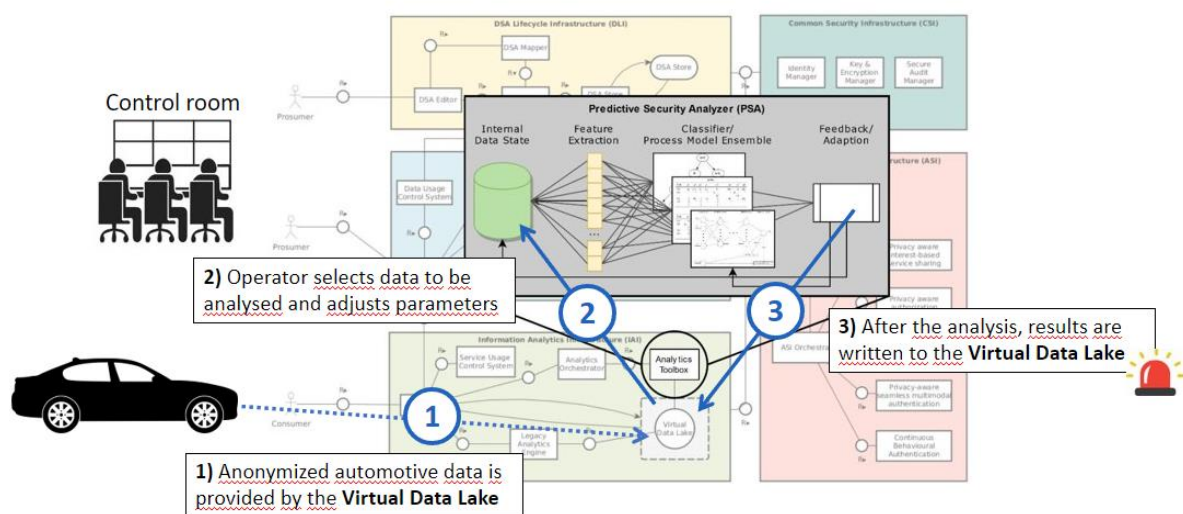 DSA Lifecycle Infrastructure (DLI)
Common Security Infrastructure (CSI)
R▸
DSA Mapper
R▾
DSA Store
R▸
DSA Editor
DSA Store
Prosumer
Identity
Manager
Key &
Encryption
Manager
Secure
Audit
Manager
Control room
Predictive Security Analyzer (PSA)
Internal
Data State
Feature
Extraction
Classifier/
Process Model Ensemble
Feedback/
Adaption
...
Data Usage
Control System
R▸
R▸
Prosumer
(ASI)
Privacy aware
interest-based
service sharing
Privacy aware
2) Operator selects data to be
analysed and adjusts parameters
2
3
3) After the analysis, results are
written to the Virtual Data Lake
Information Analytics
(IAI)
Service Usage
Control System
Analytics
Orchestrator
Analytics
Toolbox
R▸
R▸
R▸
Consumer
1
Legacy
Analytics
Engine
R▸
R▸
Virtual
Data Lake
R▸
Privacy-aware
seamless multimodal
authentication
R▸
Continuous
Behavioural
Authentication
R▸
1) Anonymized automotive data is
provided by the Virtual Data Lake